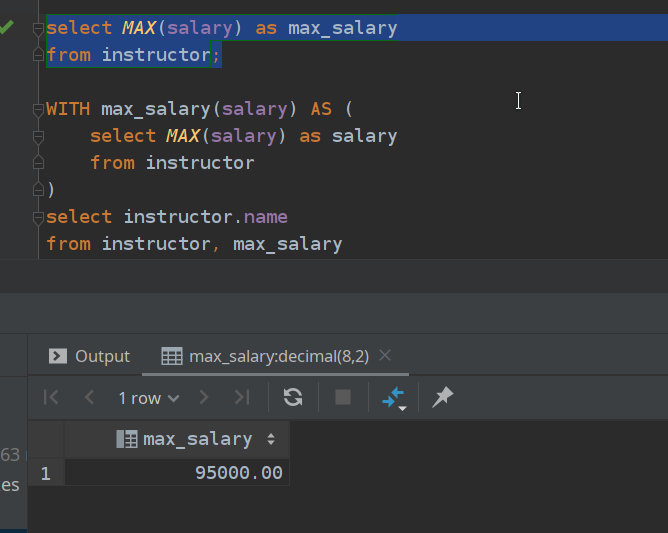 select MAX(salary) as max_salary
from instructor;
WITH max_salary(salary) AS (
select MAX(salary) as salary
from instructor
)
select instructor.name
from instructor, max_salary
Output max_salary:decimal(8,2)
1 row
max_salary
63
1 95000.00
es